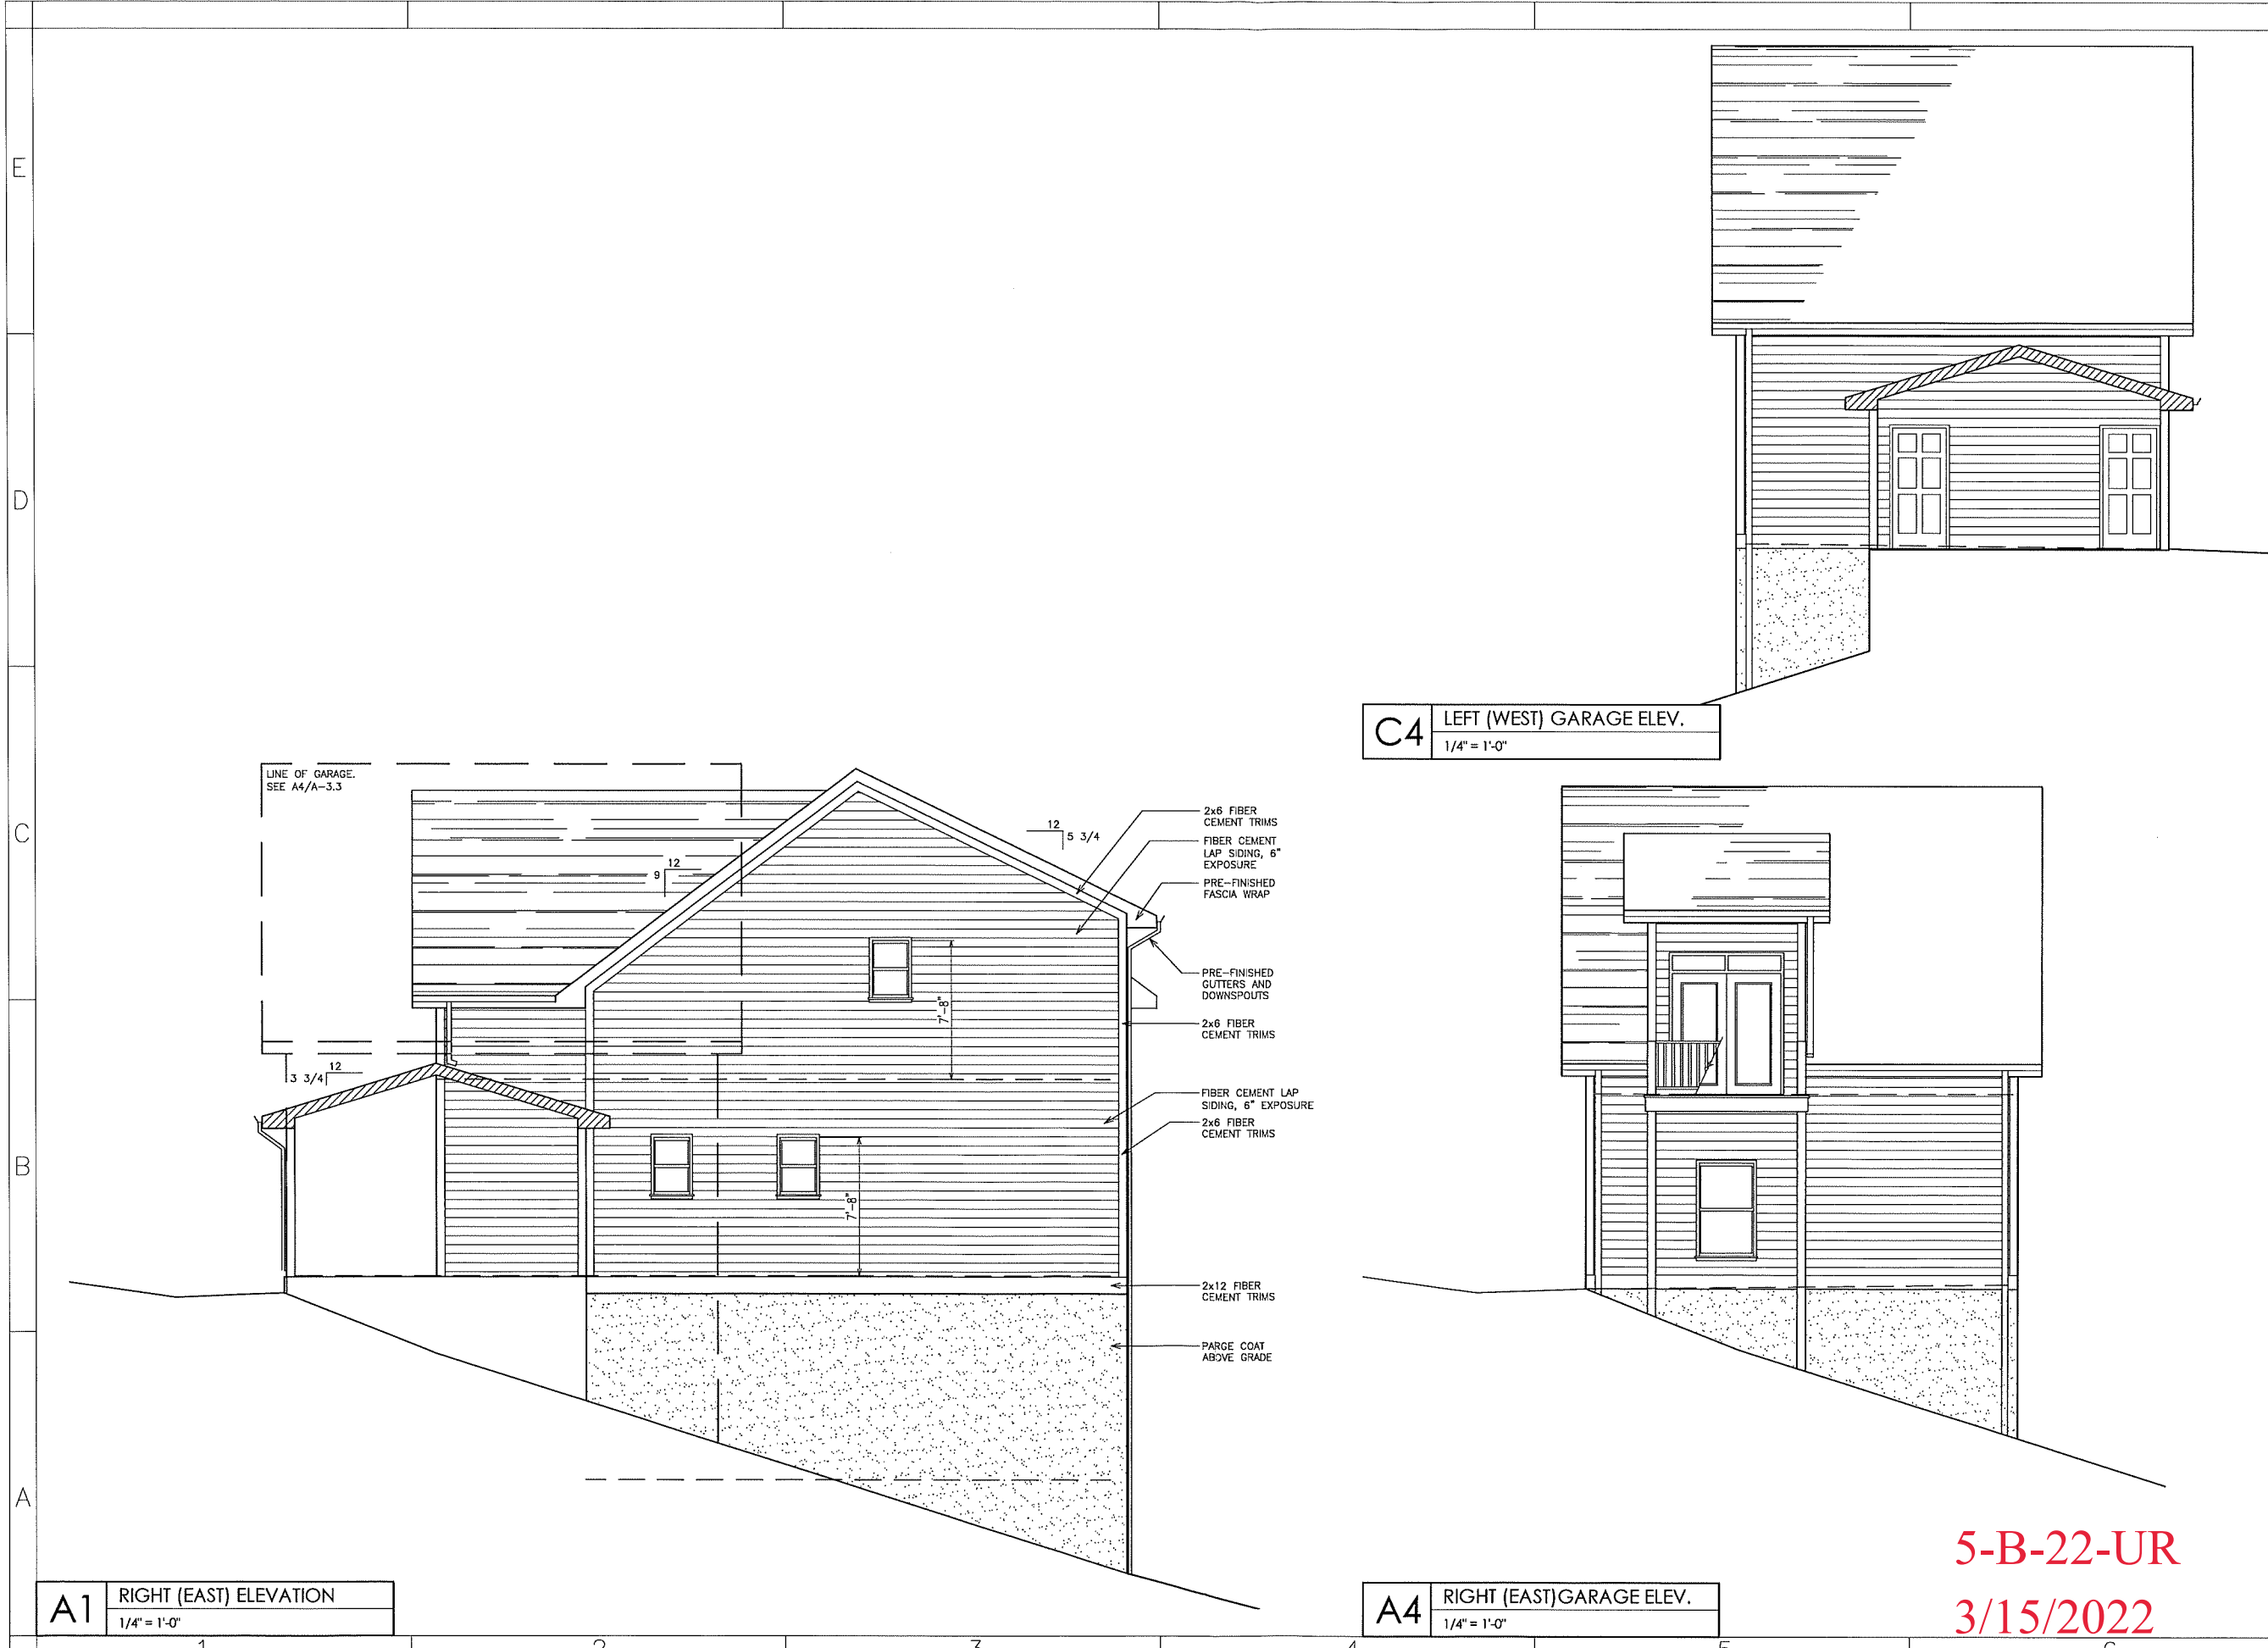 E
D
C
B
A
C4
LEFT (WEST) GARAGE ELEV.
1/4" = 1'-0"
LINE OF GARAGE.
SEE A4/A-3.3
12
9
12
5 3/4
12
3 3/4
7'-8"
7'-8"
2x6 FIBER
CEMENT TRIMS
FIBER CEMENT
LAP SIDING, 6"
EXPOSURE
PRE-FINISHED
FASCIA WRAP
PRE-FINISHED
GUTTERS AND
DOWNSPOUTS
2x6 FIBER
CEMENT TRIMS
FIBER CEMENT LAP
SIDING, 6" EXPOSURE
2x6 FIBER
CEMENT TRIMS
2x12 FIBER
CEMENT TRIMS
PARGE COAT
ABOVE GRADE
A1
RIGHT (EAST) ELEVATION
1/4" = 1'-0"
A4
RIGHT (EAST)GARAGE ELEV.
1/4" = 1'-0"
5-B-22-UR
3/15/2022